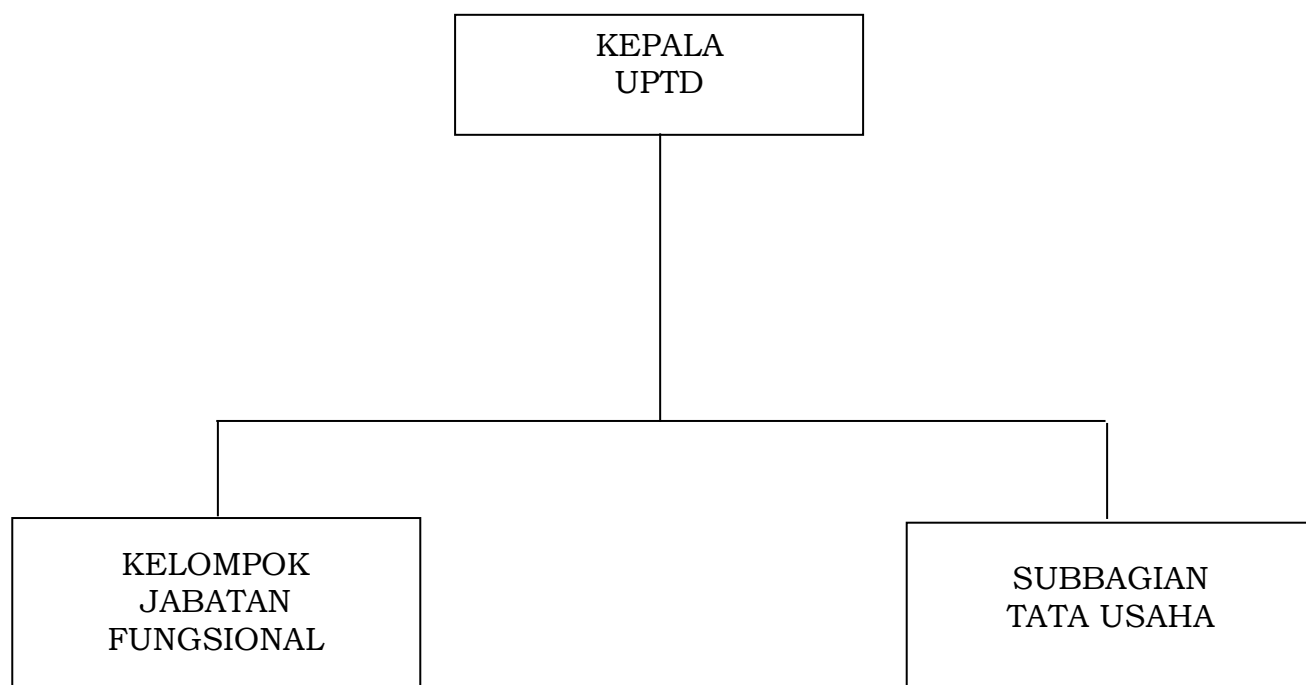 KEPALA
UPTD
KELOMPOK
JABATAN
FUNGSIONAL
SUBBAGIAN
TATA USAHA